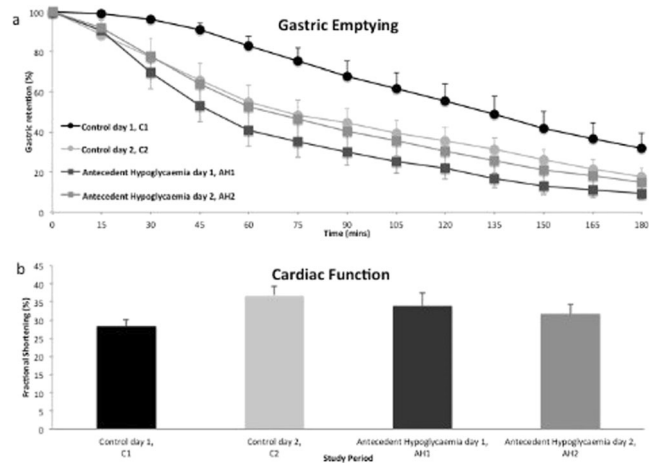 a
Gastric Emptying
100
80
60
40
20
0
Gastric retention (%)
Control day 1, C1
Control day 2, C2
Antecedent Hypoglycaemia day 1, AH1
Antecedent Hypoglycaemia day 2, AH2
0 15 30 45 60 75 90 105 120 135 150 165 180
Time (mins)
b
Cardiac Function
45
40
35
30
25
20
15
10
5
0
Fractional Shortening (%)
Control day 1, Control day 2, Antecedent Hypoglycaemia day 1, Antecedent Hypoglycaemia day 2,
C1 C2 AH1 AH2
Study Period